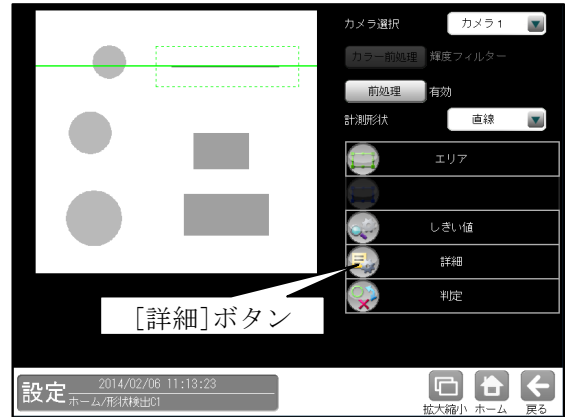 カメラ選択 カメラ1
カラー前処理 輝度フィルター
前処理 有効
計測形状 直線
エリア
しきい値
詳細
判定
[詳細]ボタン
設定 2014/02/06 11:13:23
ホーム/形状検出C1
拡大縮小 ホーム 戻る